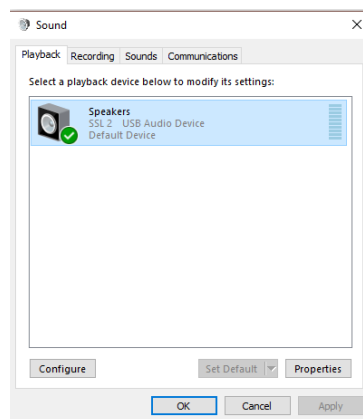 Sound
Playback Recording Sounds Communications
Select a playback device below to modify its settings:
Speakers
SSL 2 USB Audio Device
Default Device
Configure Set Default Properties
OK Cancel Apply